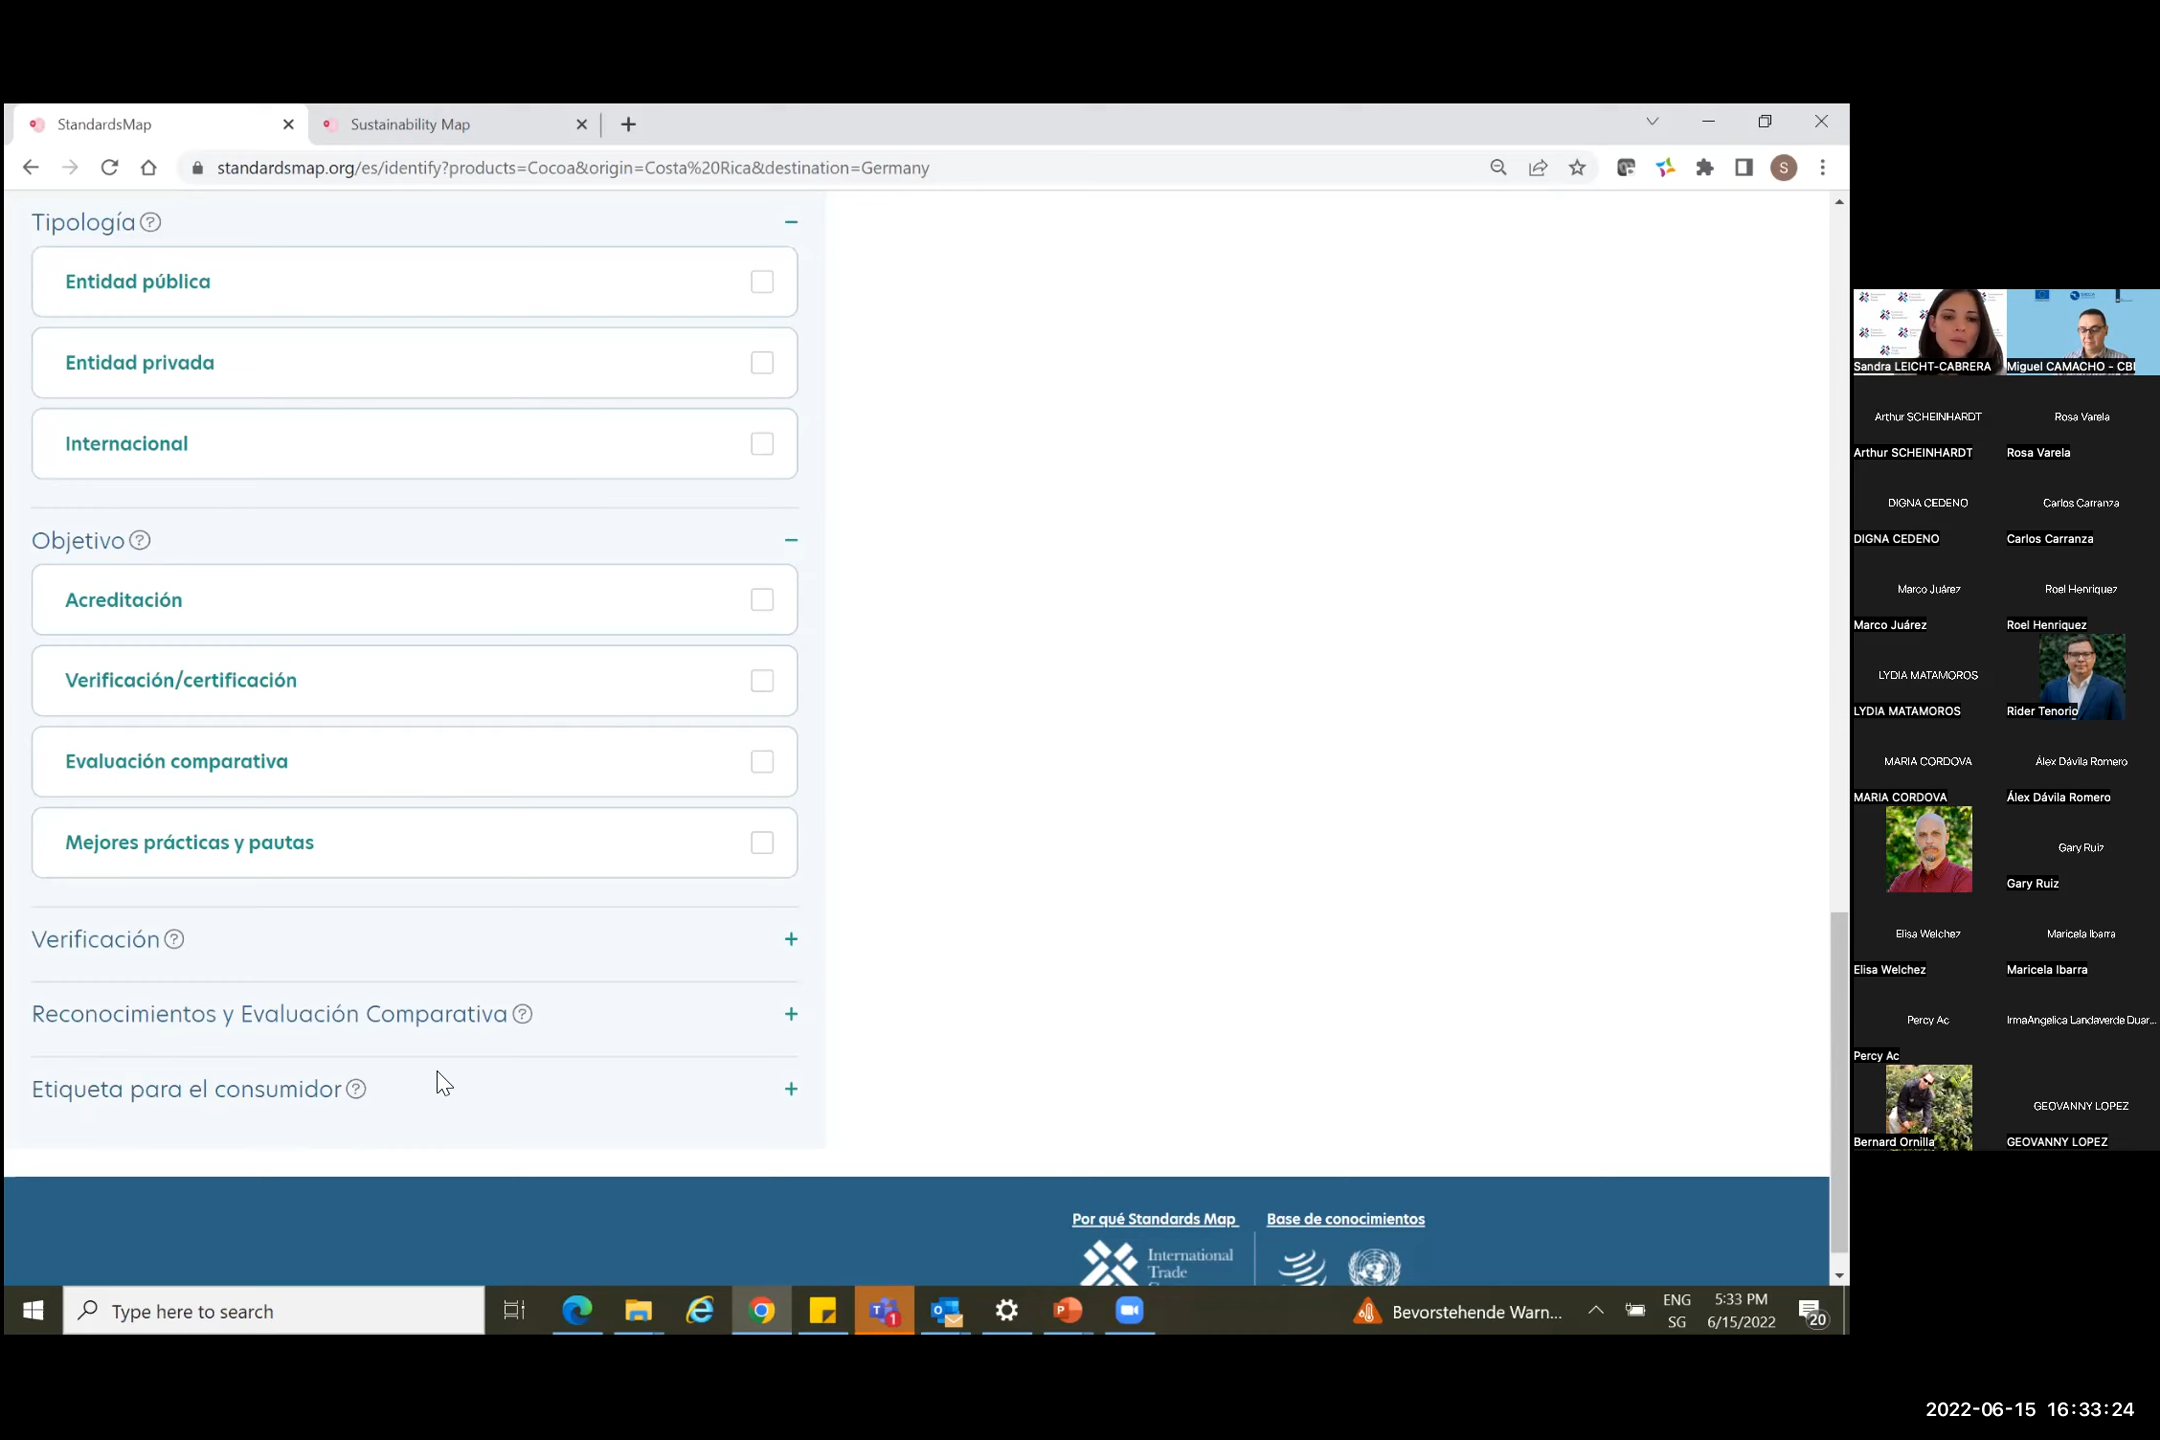 StandardsMap
Sustainability Map
standardsmap.org/es/identify?products=Cocoa&origin=Costa%20Rica&destination=Germany
S
Tipología ?
Entidad pública
Entidad privada
Internacional
Objetivo ?
Acreditación
Verificación/certificación
Evaluación comparativa
Mejores prácticas y pautas
Verificación ?
Reconocimientos y Evaluación Comparativa ?
Etiqueta para el consumidor ?
Por qué Standards Map
Base de conocimientos
International
Trade
Type here to search
1
Bevorstehende Warn...
ENG
SG
5:33 PM
6/15/2022
20
Sandra LEICHT-CABRERA
Miguel CAMACHO - CBI
Arthur SCHEINHARDT
Arthur SCHEINHARDT
Rosa Varela
Rosa Varela
DIGNA CEDENO
DIGNA CEDENO
Carlos Carranza
Carlos Carranza
Marco Juárez
Marco Juárez
Roel Henriquez
Roel Henriquez
LYDIA MATAMOROS
LYDIA MATAMOROS
Rider Tenorio
MARIA CORDOVA
MARIA CORDOVA
Álex Dávila Romero
Álex Dávila Romero
Gary Ruiz
Gary Ruiz
Elisa Welchez
Elisa Welchez
Maricela Ibarra
Maricela Ibarra
Percy Ac
Percy Ac
IrmaAngelica Landaverde Duar...
Bernard Ornilla
GEOVANNY LOPEZ
GEOVANNY LOPEZ
2022-06-15 16:33:24